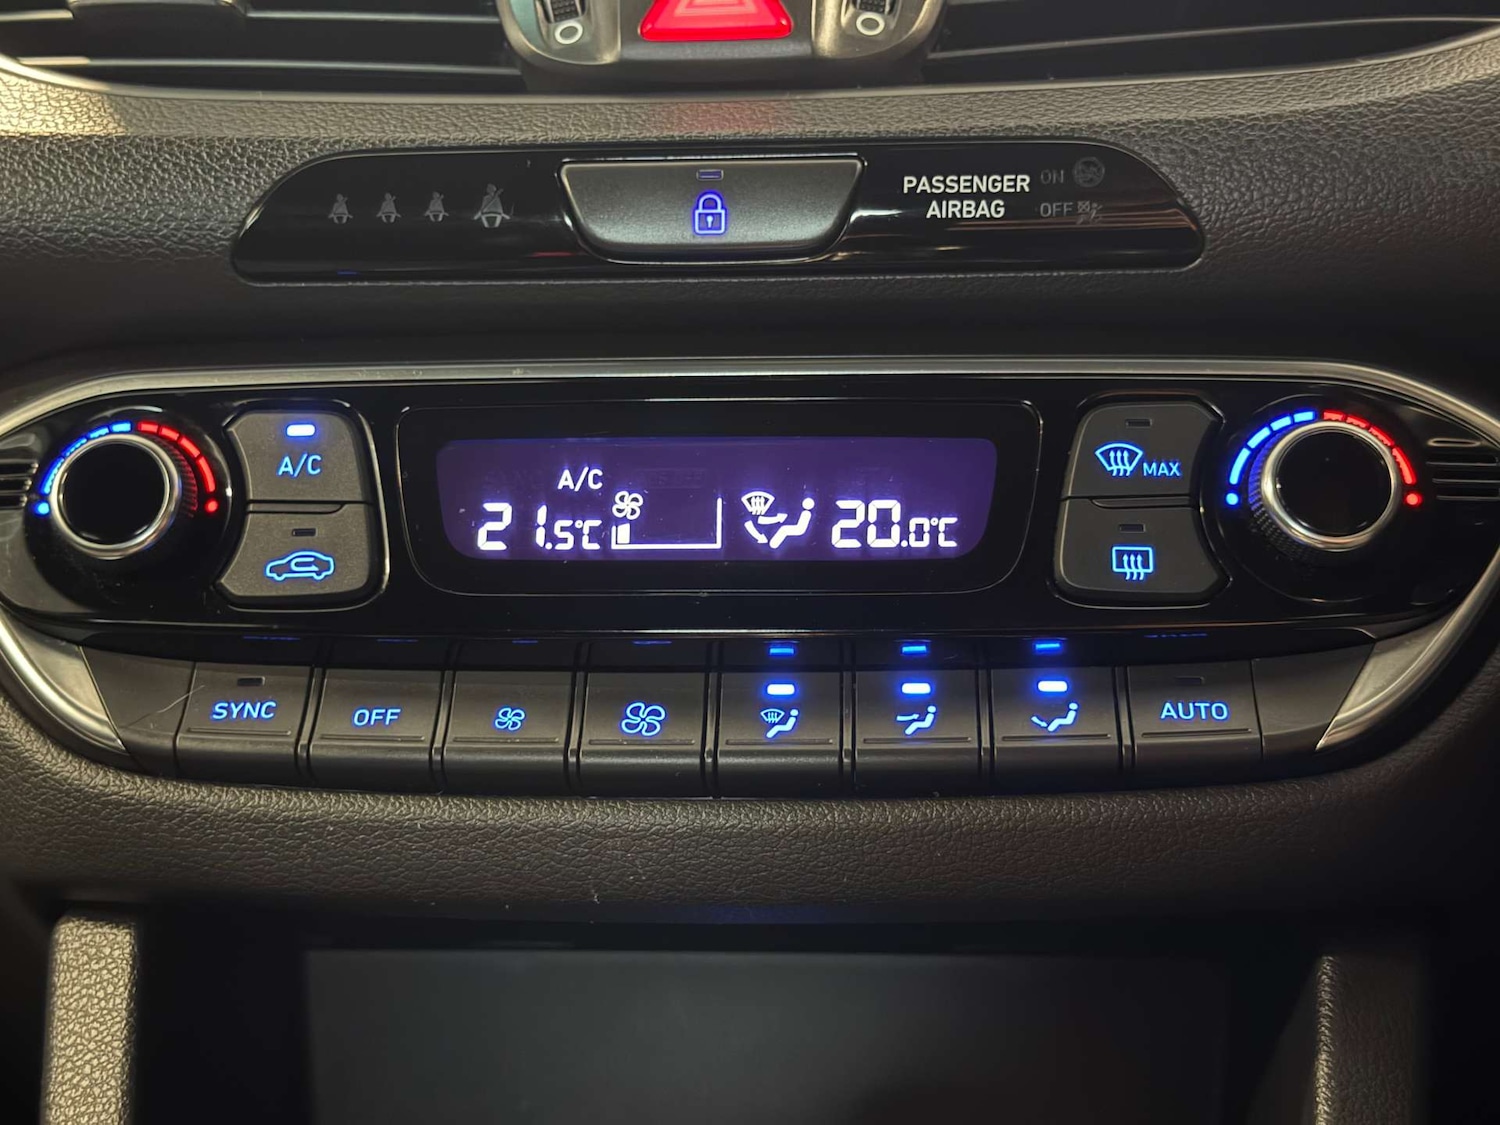 PASSENGER ON
AIRBAG OFF
A/C
A/C
21.5°C
20.0°C
MAX
SYNC
OFF
AUTO